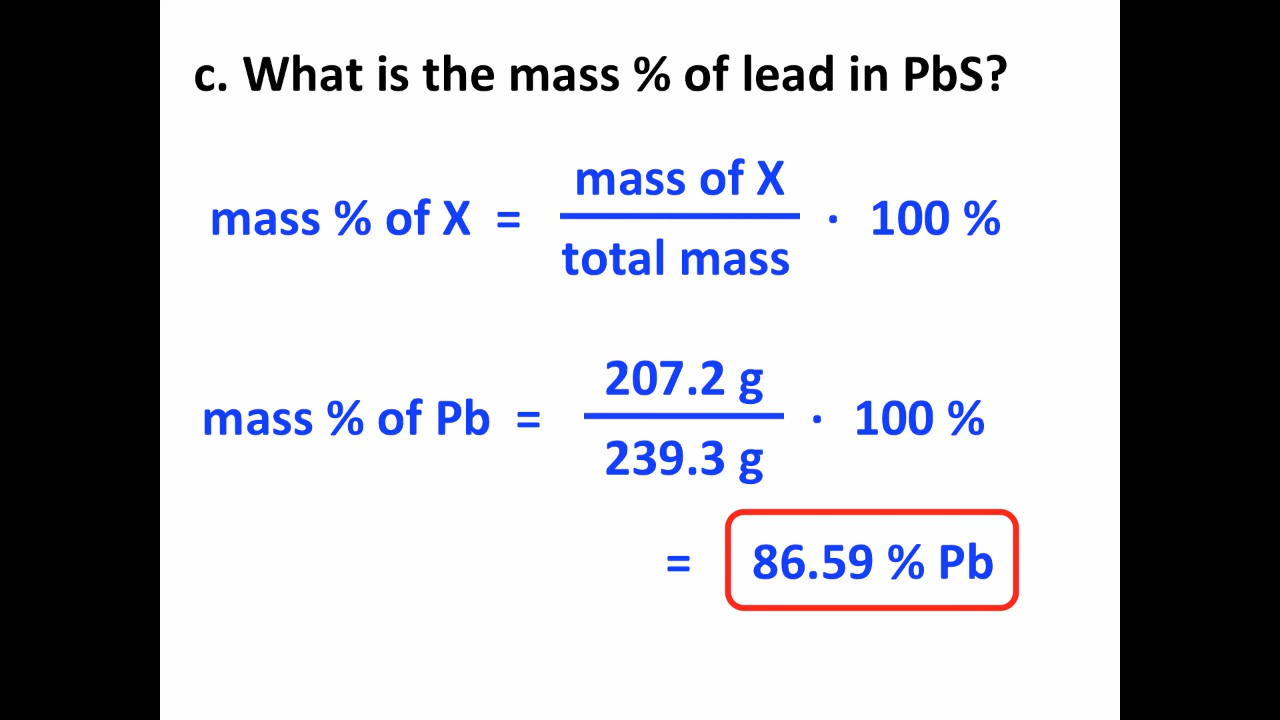 c. What is the mass % of lead in PbS?
mass of X
mass % of X = · 100 %
total mass
207.2 g
mass % of Pb = · 100 %
239.3 g
= 86.59 % Pb